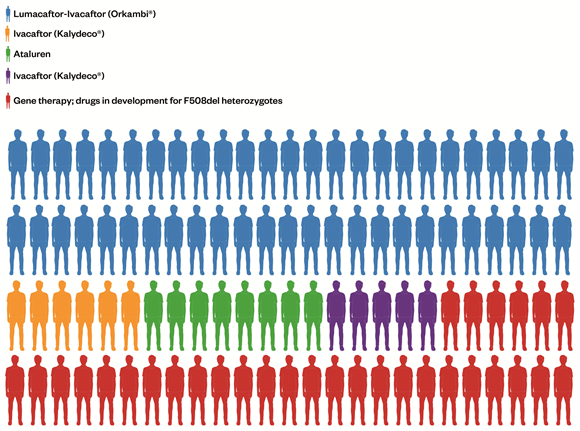 Lumacaftor-Ivacaftor (Orkambi®)
Ivacaftor (Kalydeco®)
Ataluren
Ivacaftor (Kalydeco®)
Gene therapy; drugs in development for F508del heterozygotes